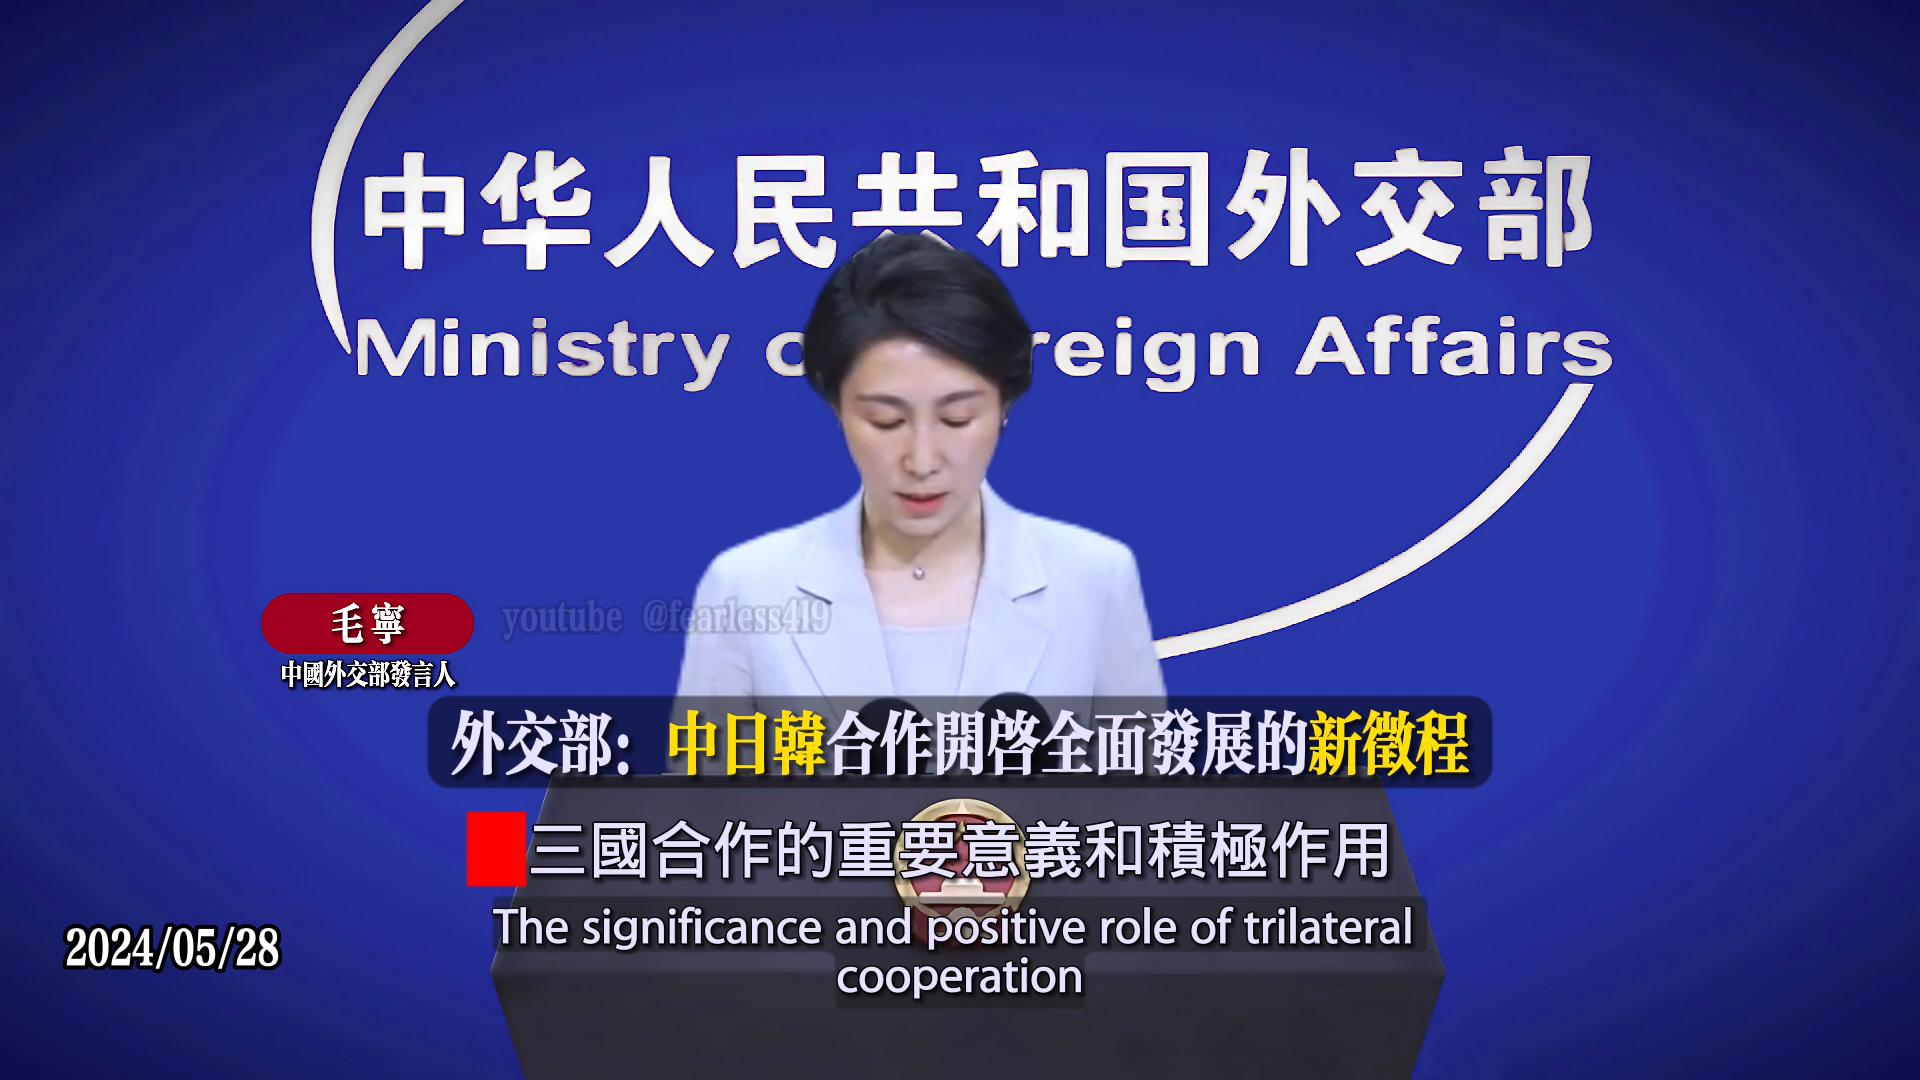 中华人民共和国外交部
Ministry of Foreign Affairs
毛寧
youtube @fearless419
中國外交部發言人
外交部：中日韓合作開啓全面發展的新徵程
三國合作的重要意義和積極作用
The significance and positive role of trilateral
cooperation
2024/05/28